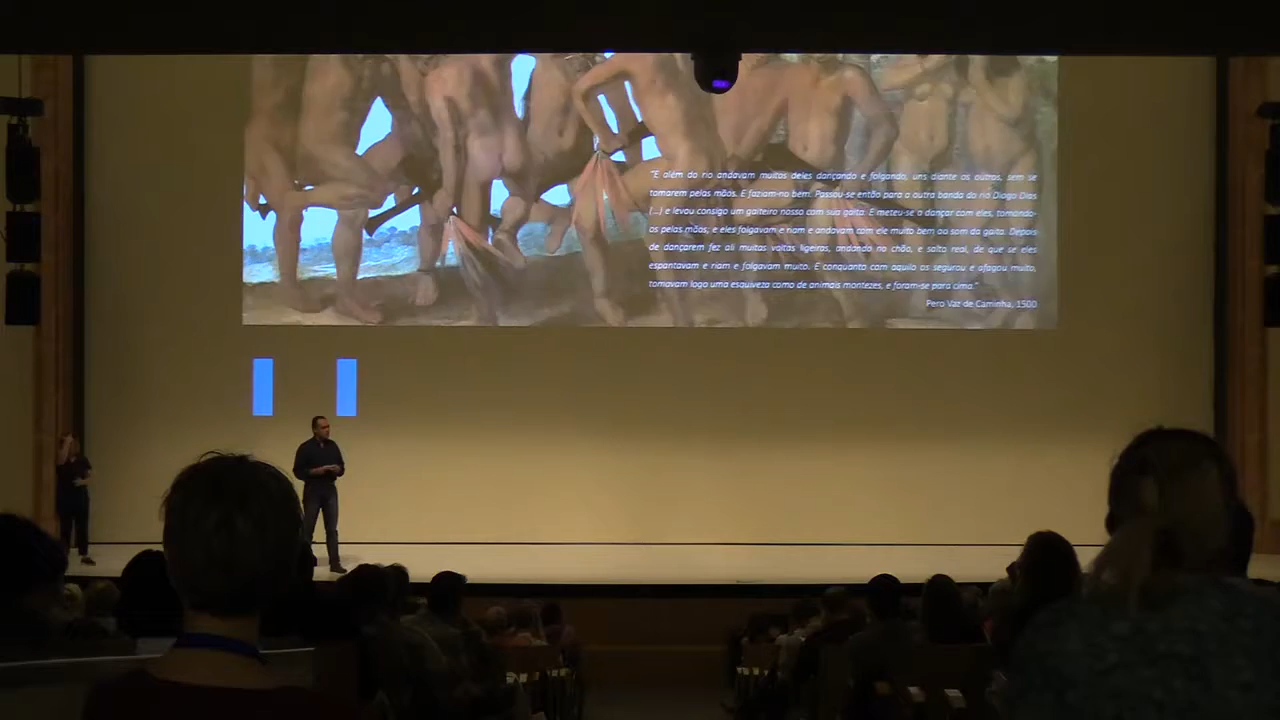 "E além do rio andavam muitos deles dançando e folgando, uns diante os outros, sem se
tomarem pelas mãos. E faziam-no bem. Passou-se então para a outra banda do rio Diogo Dias
(...) e levou consigo um gaiteiro nosso com sua gaita. E meteu-se a dançar com eles, tomando-
os pelas mãos; e eles folgavam e riam e andavam com ele muito bem ao som da gaita. Depois
de dançarem fez ali muitas voltas ligeiras, andando no chão, e salto real, de que se eles
espantavam e riam e folgavam muito. E conquanto com aquilo os segurou e afagou muito,
tomavam logo uma esquiveza como de animais montezes, e foram-se para cima."
Pero Vaz de Caminha, 1500